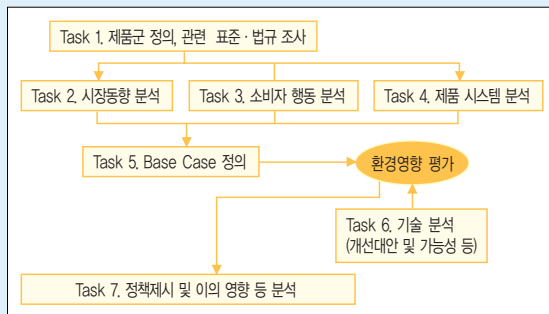 Task 1. 제품군 정의, 관련 표준·법규 조사
Task 2. 시장동향 분석
Task 3. 소비자 행동 분석
Task 4. 제품 시스템 분석
Task 5. Base Case 정의
환경영향 평가
Task 6. 기술 분석
(개선대안 및 가능성 등)
Task 7. 정책제시 및 이의 영향 등 분석